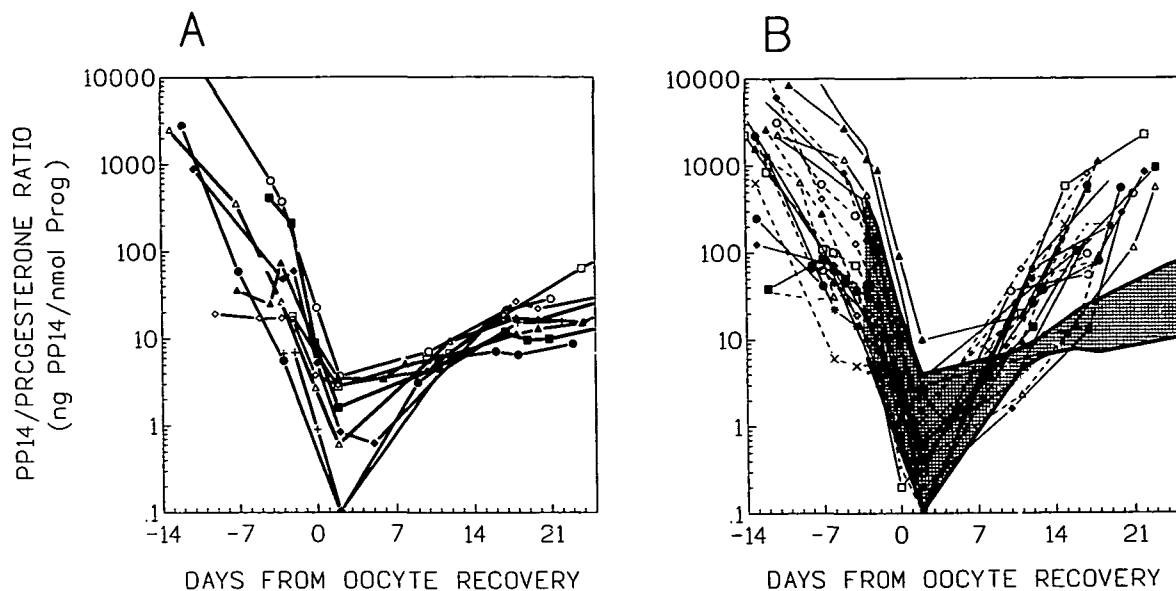 A
B
10000
1000
100
10
1
.1
-14 -7 0 7 14 21
10000
1000
100
10
1
.1
-14 -7 0 7 14 21
PP14/PRCGESTERONE RATIO
(ng PP14/nmol Prog)
DAYS FROM OOCYTE RECOVERY
DAYS FROM OOCYTE RECOVERY